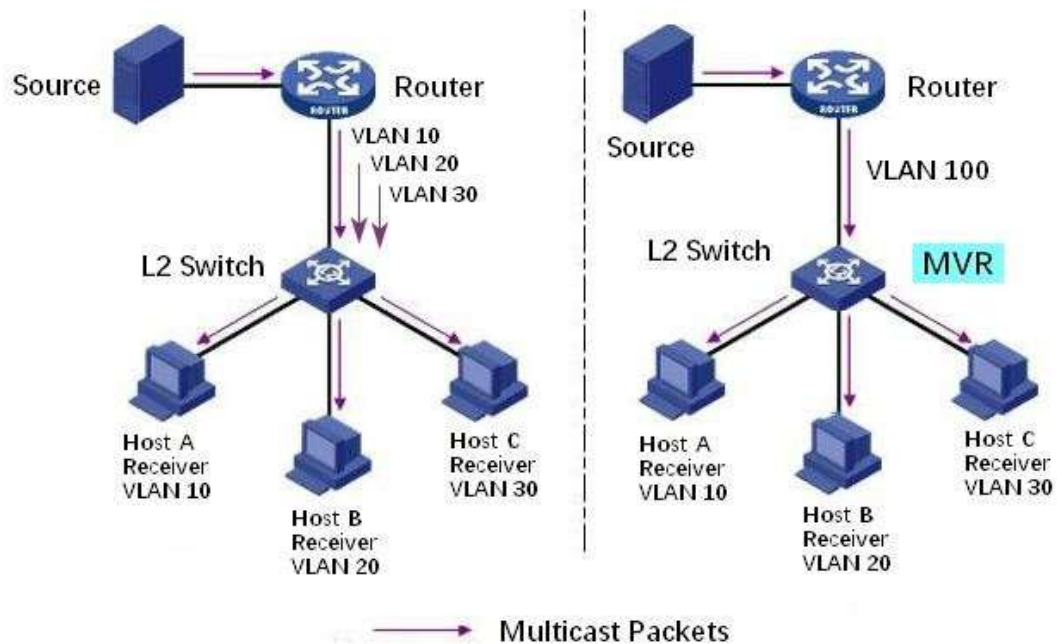 Source
Router
ROUTER
VLAN 10
VLAN 20
VLAN 30
L2 Switch
Host A
Receiver
VLAN 10
Host B
Receiver
VLAN 20
Host C
Receiver
VLAN 30
Source
Router
ROUTER
VLAN 100
L2 Switch
MVR
Host A
Receiver
VLAN 10
Host B
Receiver
VLAN 20
Host C
Receiver
VLAN 30
Multicast Packets